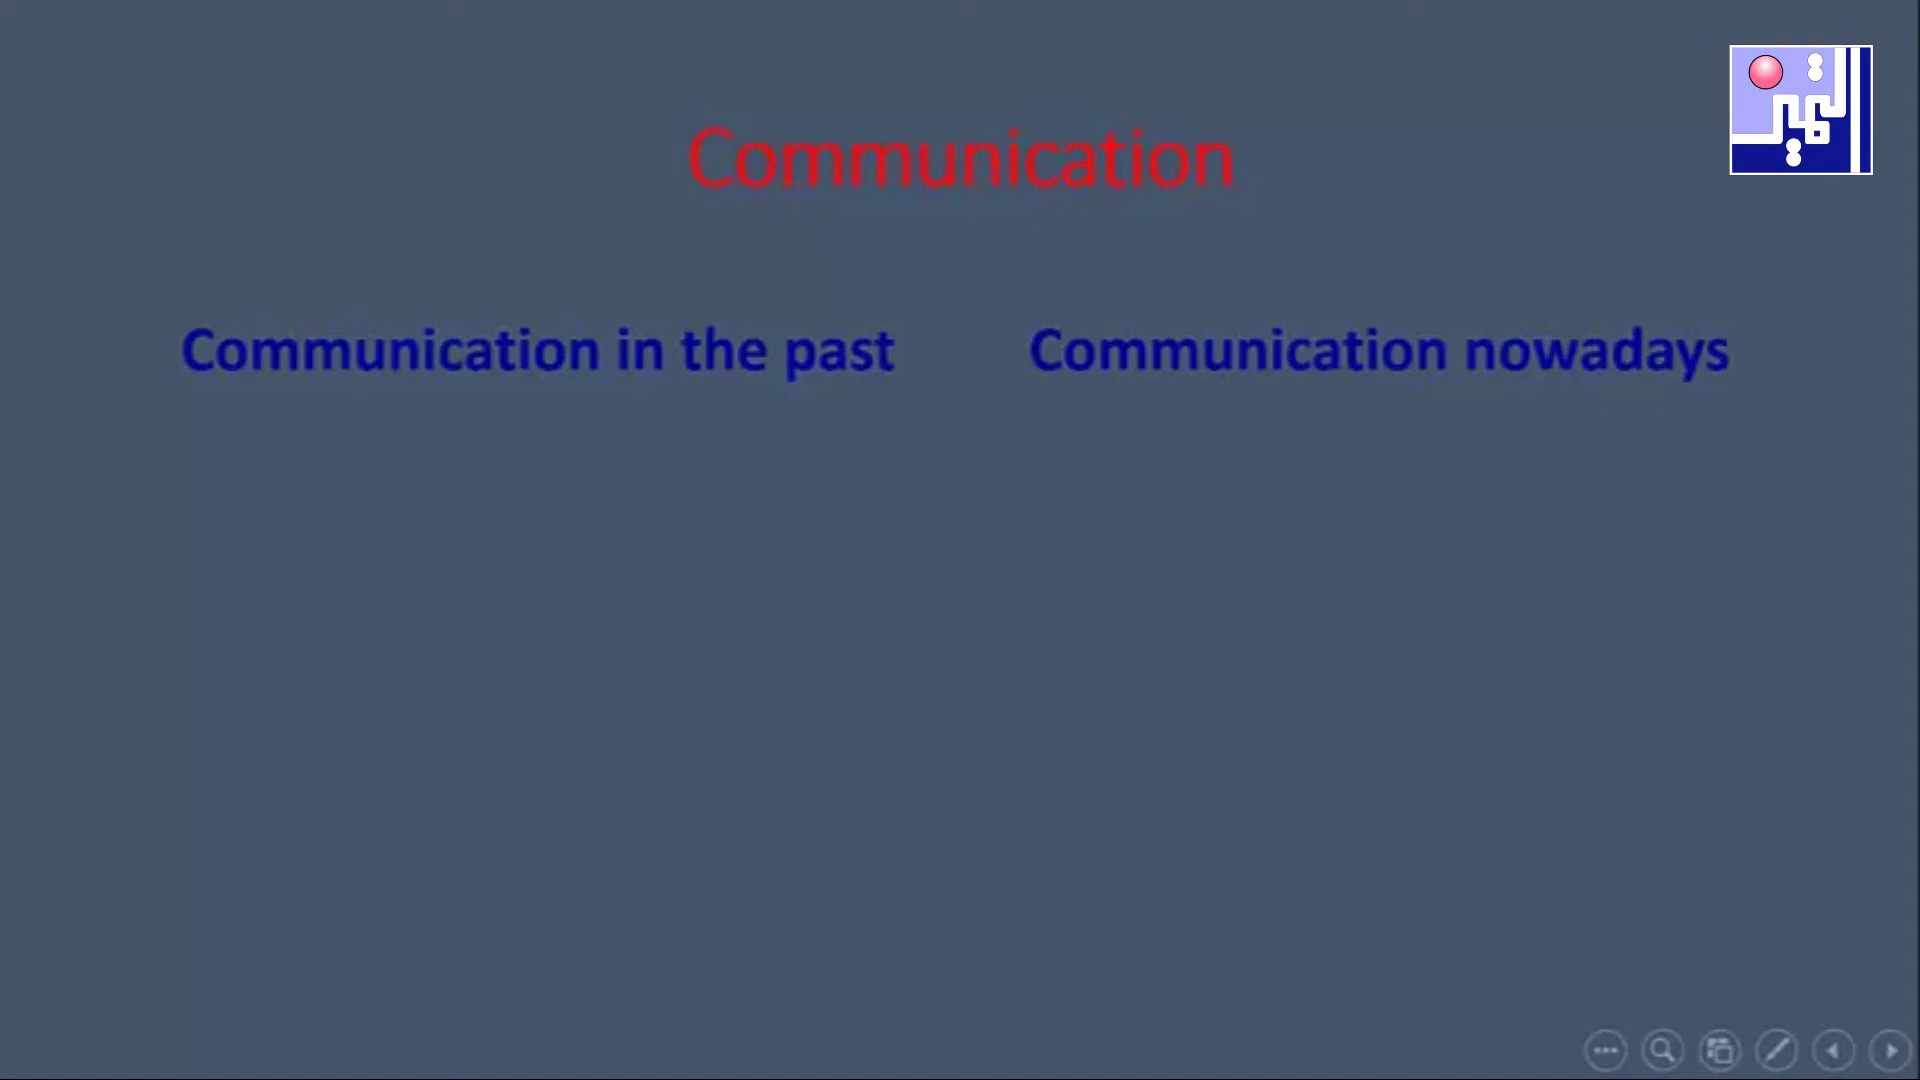 Communication
Communication in the past
Communication nowadays